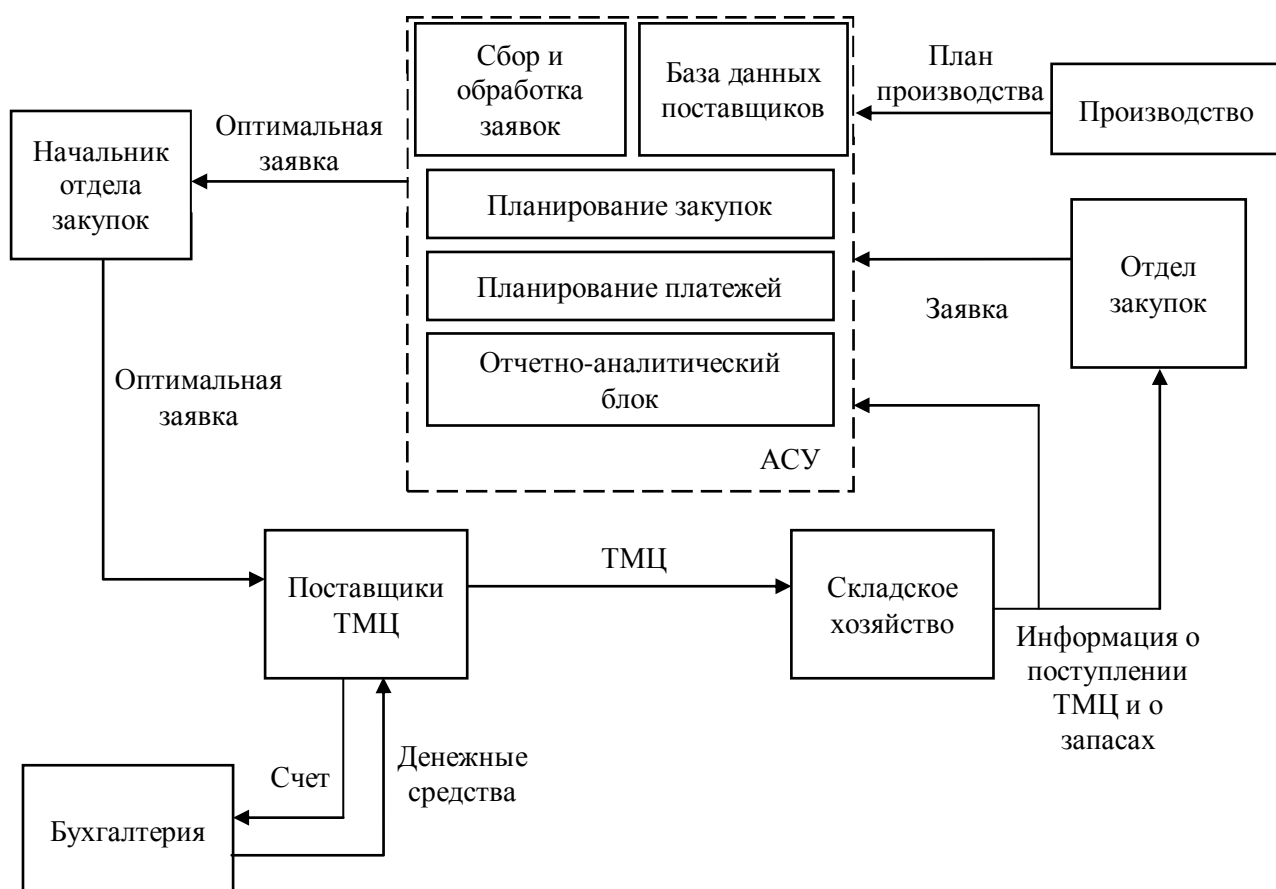 Сбор и
обработка
заявок
База данных
поставщиков
План
производства
Производство
Оптимальная
заявка
Начальник
отдела
закупок
Планирование закупок
Планирование платежей
Отчетно-аналитический
блок
АСУ
Отдел
закупок
Заявка
Оптимальная
заявка
Поставщики
ТМЦ
ТМЦ
Складское
хозяйство
Информация о
поступлении
ТМЦ и о
запасах
Счет
Денежные
средства
Бухгалтерия